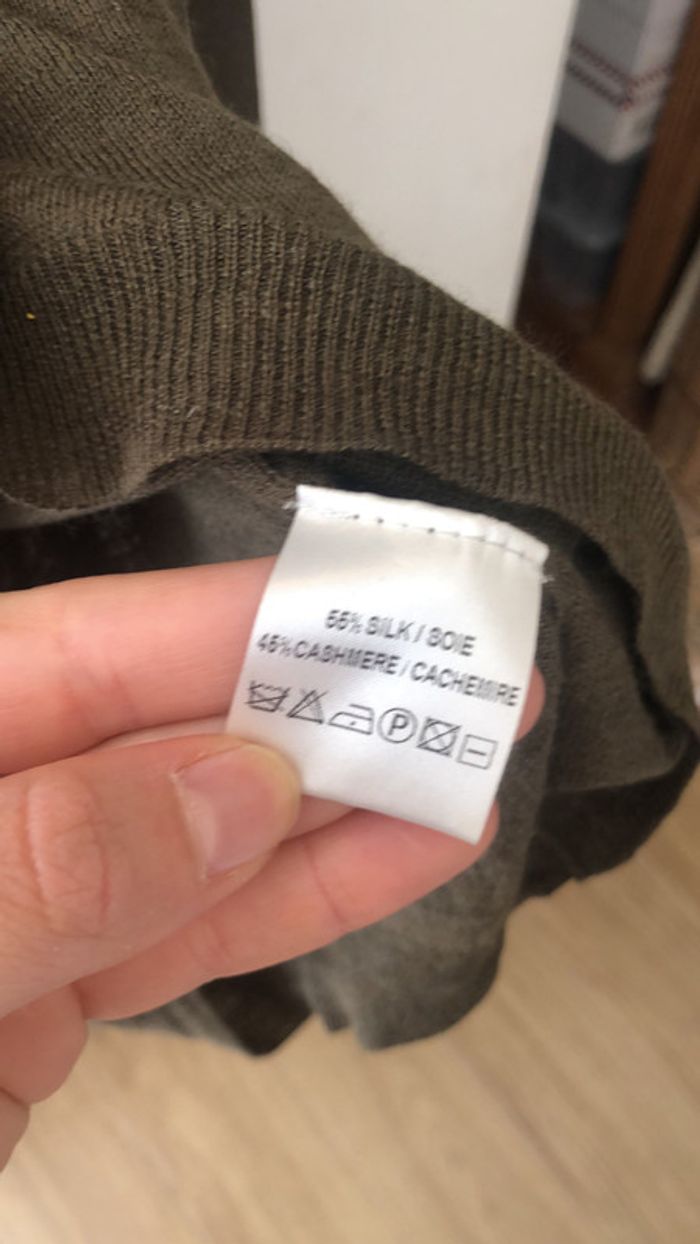 55% SILK / SOIE
45% CASHMERE / CACHEMIRE
P